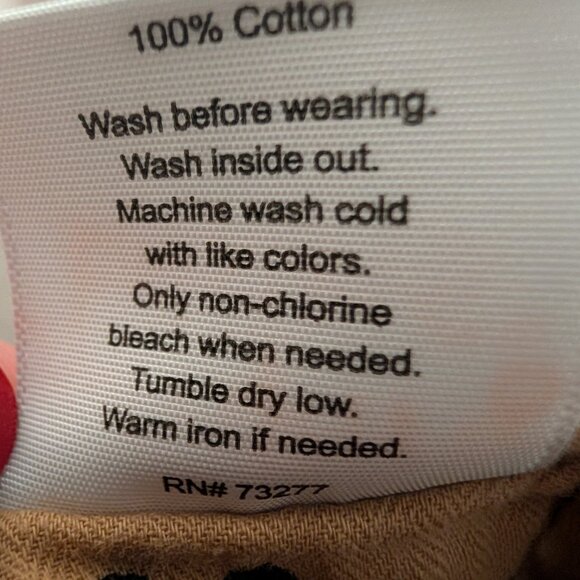 100% Cotton
Wash before wearing.
Wash inside out.
Machine wash cold
with like colors.
Only non-chlorine
bleach when needed.
Tumble dry low.
Warm iron if needed.
RN# 73277